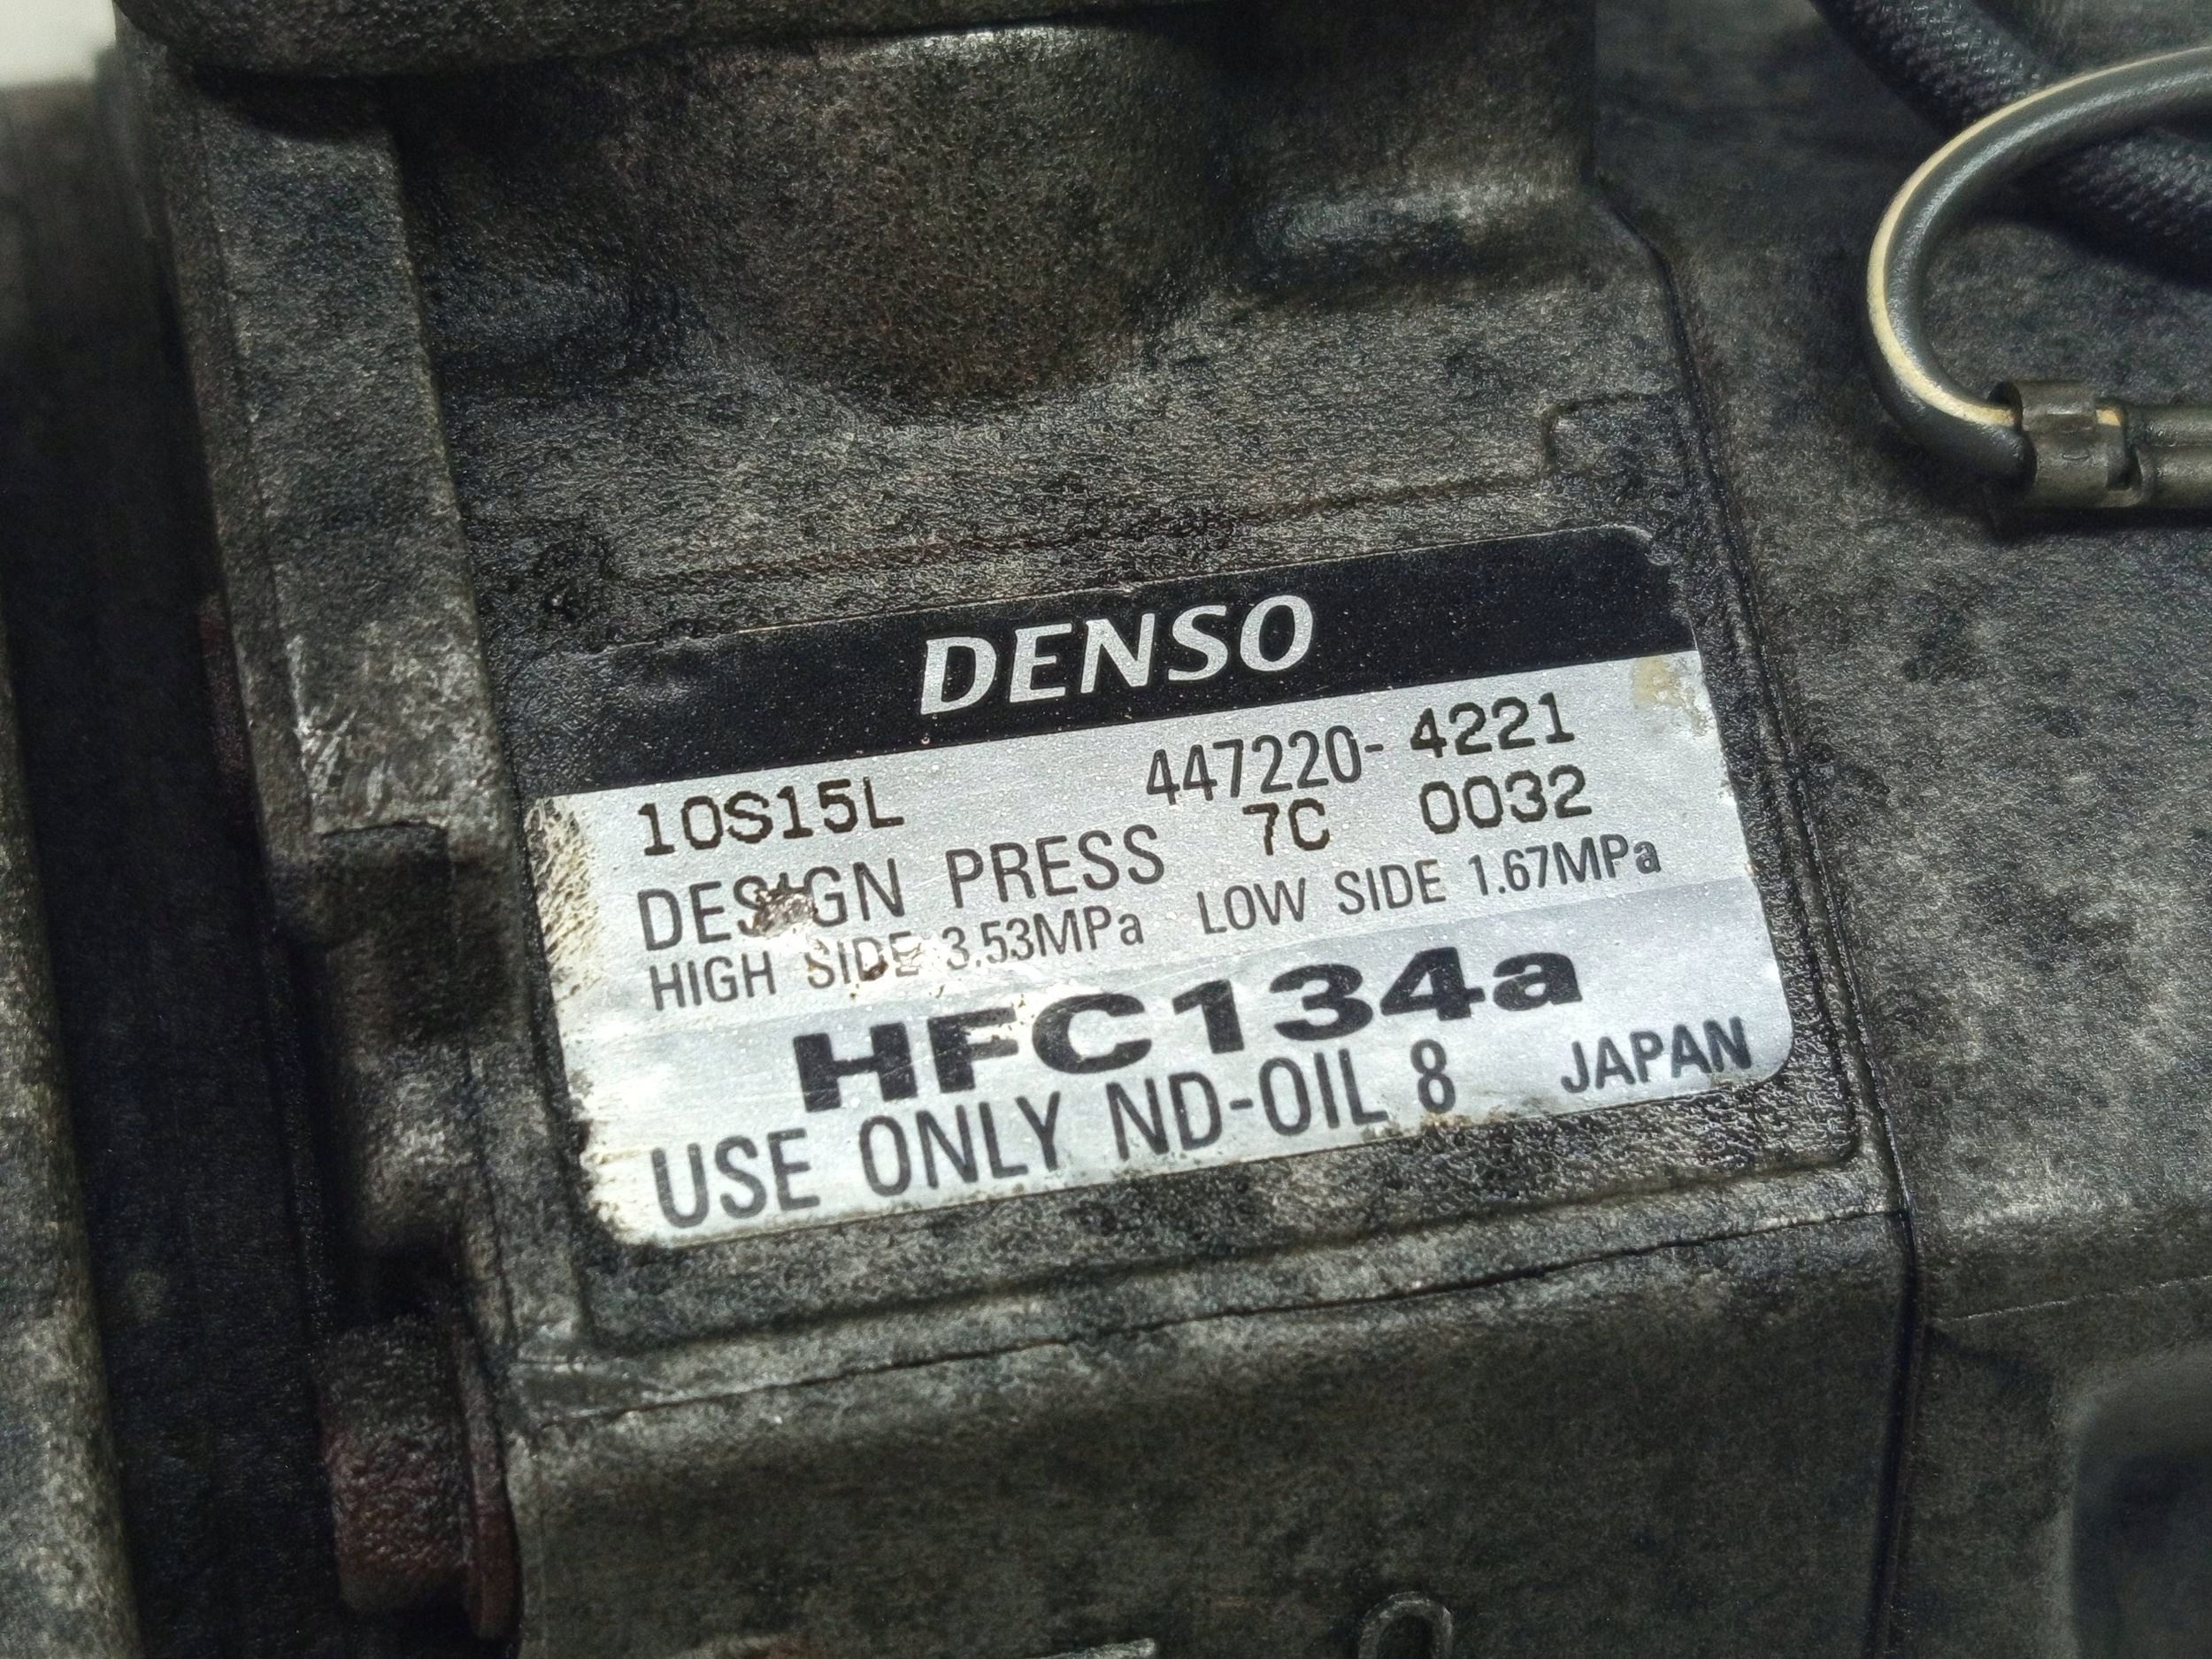 DENSO
10S15L 447220-4221
DESIGN PRESS 7C 0032
HIGH SIDE 3.53MPa LOW SIDE 1.67MPa
HFC134a
USE ONLY ND-OIL 8 JAPAN